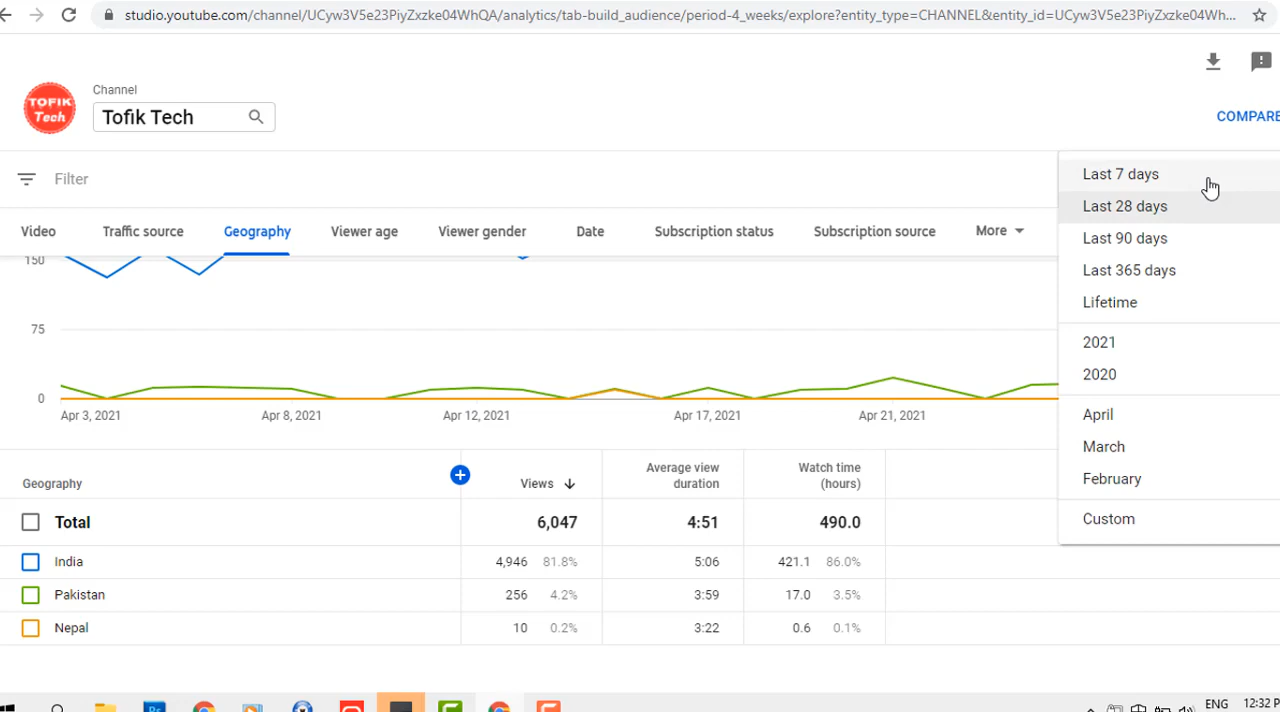 studio.youtube.com/channel/UCyw3V5e23PiyZxzke04WhQA/analytics/tab-build_audience/period-4_weeks/explore?entity_type=CHANNEL&entity_id=UCyw3V5e23PiyZxzke04Wh...
TOFIK
Tech
Channel
Tofik Tech
COMPARE
Filter
Last 7 days
Last 28 days
Last 90 days
Last 365 days
Lifetime
2021
2020
April
March
February
Custom
Video Traffic source Geography Viewer age Viewer gender Date Subscription status Subscription source More
150
75
0
Apr 3, 2021 Apr 8, 2021 Apr 12, 2021 Apr 17, 2021 Apr 21, 2021
Geography Views Average view duration Watch time (hours)
Total 6,047 4:51 490.0
India 4,946 81.8% 5:06 421.1 86.0%
Pakistan 256 4.2% 3:59 17.0 3.5%
Nepal 10 0.2% 3:22 0.6 0.1%
Ps
ENG 12:32 P